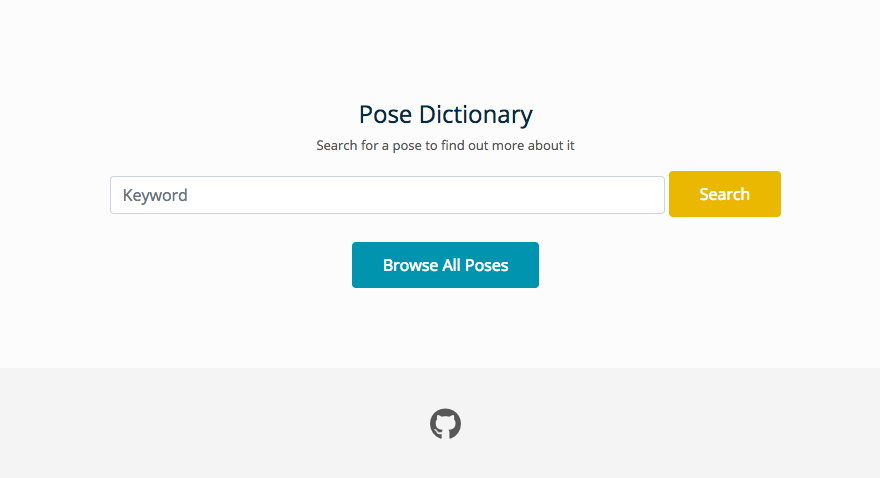 Pose Dictionary
Search for a pose to find out more about it
Keyword
Search
Browse All Poses